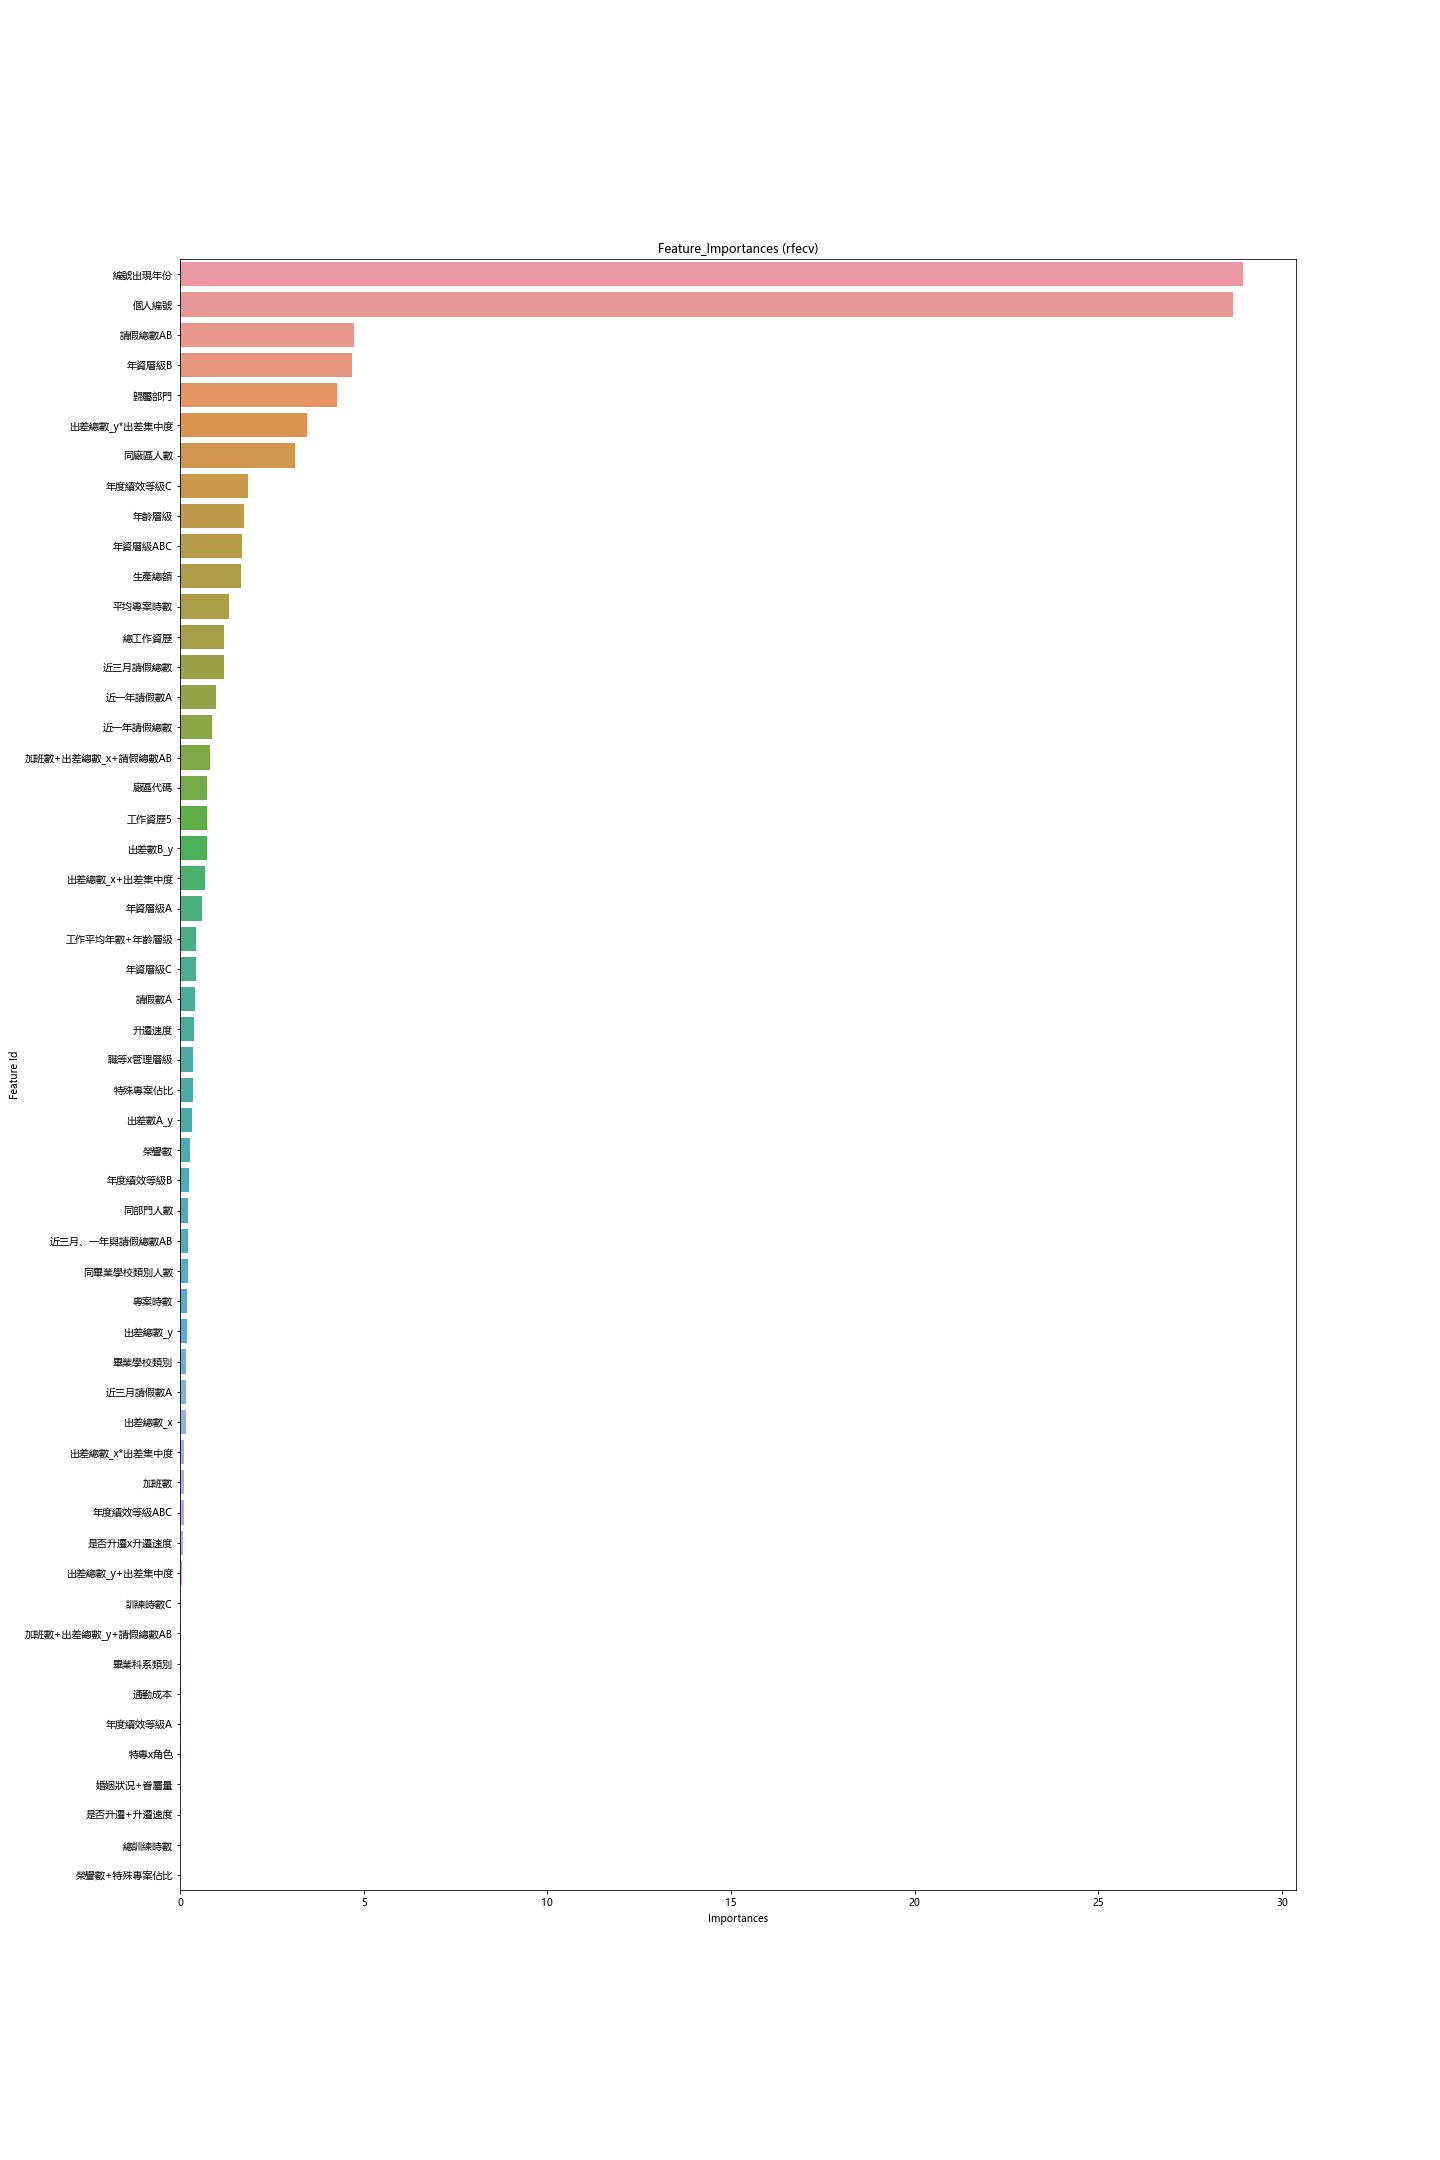 Feature_Importances (rfecv)
編號出現年份
個人編號
請假總數AB
年資層級B
歸屬部門
出差總數_y*出差集中度
同廠區人數
年度績效等級C
年齡層級
年資層級ABC
生產總額
平均專案時數
總工作資歷
近三月請假總數
近一年請假數A
近一年請假總數
加班數+出差總數_x+請假總數AB
廠區代碼
工作資歷5
出差數B_y
出差總數_x+出差集中度
年資層級A
工作平均年數+年齡層級
年資層級C
請假數A
升遷速度
職等x管理層級
特殊專案佔比
出差數A_y
榮譽數
年度績效等級B
同部門人數
近三月、一年與請假總數AB
同畢業學校類別人數
專案時數
出差總數_y
畢業學校類別
近三月請假數A
出差總數_x
出差總數_x*出差集中度
加班數
年度績效等級ABC
是否升遷x升遷速度
出差總數_y+出差集中度
訓練時數C
加班數+出差總數_y+請假總數AB
畢業科系類別
通勤成本
年度績效等級A
特專x角色
婚姻狀況+眷屬量
是否升遷+升遷速度
總訓練時數
榮譽數+特殊專案佔比
Feature Id
0 5 10 15 20 25 30
Importances